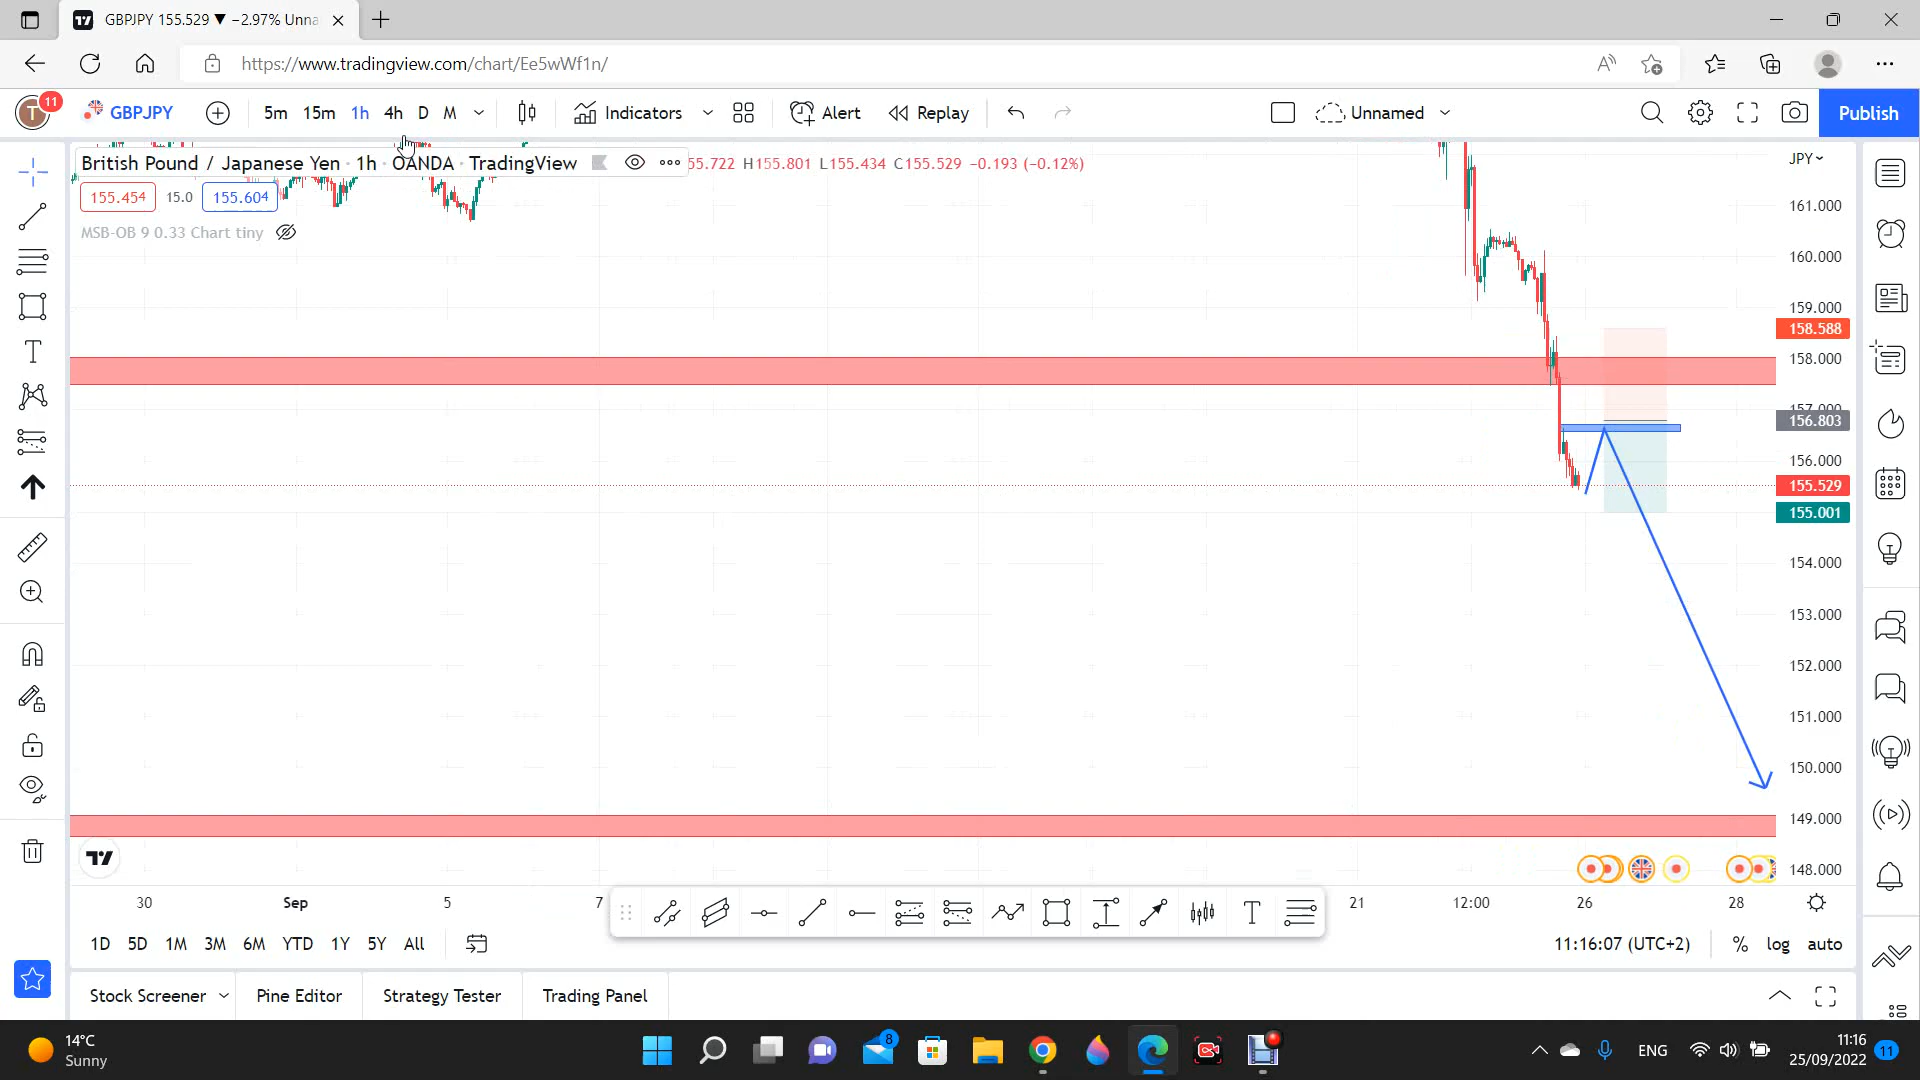 GBPJPY 155.529 ▼ −2.97% Unna
https://www.tradingview.com/chart/Ee5wWf1n/
T 11 GBPJPY 5m 15m 1h 4h D M Indicators Alert Replay Unnamed Publish
British Pound / Japanese Yen · 1h · OANDA · TradingView 55.722 H155.801 L155.434 C155.529 −0.193 (−0.12%) JPY
155.454 15.0 155.604
161.000
MSB-OB 9 0.33 Chart tiny
160.000
159.000
158.588
158.000
157.000
156.803
156.000
155.529
155.001
154.000
153.000
152.000
151.000
150.000
149.000
148.000
30 Sep 5 7 21 12:00 26 28
1D 5D 1M 3M 6M YTD 1Y 5Y All 11:16:07 (UTC+2) % log auto
Stock Screener Pine Editor Strategy Tester Trading Panel
14°C
Sunny
8
ENG
11:16
25/09/2022
11